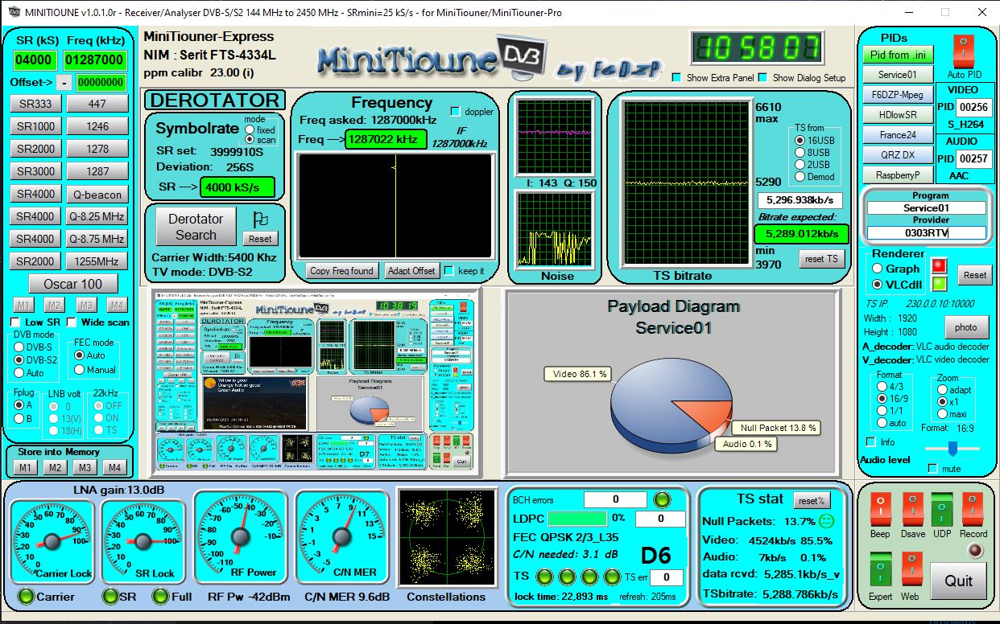 MINITIOUNE v1.0.1.0r - Receiver/Analyser DVB-S/S2 144 MHz to 2450 MHz - SRmini=25 kS/s - for MiniTiouner/MiniTiouner-Pro
SR (kS) Freq (kHz)
04000 01287000
Offset-> - 00000000
SR333 447
SR1000 1246
SR2000 1278
SR3000 1287
SR4000 Q-beacon
SR4000 Q-8.25 MHz
SR4000 Q-8.75 MHz
SR2000 1255MHz
Oscar 100
M1 M2 M3 M4
Low SR Wide scan
DVB mode
DVB-S
DVB-S2
Auto
FEC mode
Auto
Manual
Fplug
A
B
LNB volt
0
13(V)
18(H)
22kHz
OFF
ON
TS
Store into Memory
M1 M2 M3 M4
MiniTiouner-Express
NIM : Serit FTS-4334L
ppm calibr 23.00 (i)
MiniTioune DVB by F6DZP
105807
Show Extra Panel Show Dialog Setup
DEROTATOR
Symbolrate
mode
fixed
scan
SR set: 3999910S
Deviation: 256S
SR ---> 4000 kS/s
Derotator
Search
Reset
Carrier Width:5400 Khz
TV mode: DVB-S2
Frequency
doppler
Freq asked: 1287000kHz
IF
Freq ---> 1287022 kHz
1287000kHz
Copy Freq found Adapt Offset keep it
I: 143 Q: 150
Noise
6610
max
TS from
16USB
8USB
2USB
Demod
5290
5,296.938kb/s
Bitrate expected:
5,289.012kb/s
min
3970
reset TS
TS bitrate
Payload Diagram
Service01
Video 86.1 %
Null Packet 13.8 %
Audio 0.1 %
Payload Diagram
Service01
Yellow is good
Orange Not so good
Green Audio
PIDs
Pid from .ini
Service01
F6DZP-Mpeg
HDlowSR
France24
QRZ DX
RaspberryP
Auto PID
VIDEO
PID 00256
S_H264
AUDIO
PID 00257
AAC
Program
Service01
Provider
0303RTV
Renderer
Graph
VLCdll
Reset
TS IP: 230.0.0.10:10000
Width : 1920
Height : 1080
photo
A_decoder: VLC audio decoder
V_decoder: VLC video decoder
Format
4/3
16/9
1/1
auto
Zoom
adapt
x1
maxi
Format: 16:9
Info
Audio level
mute
LNA gain:13.0dB
0 10 20 30 40 50 60 70 80 90 100
Carrier Lock
0 10 20 30 40 50 60 70 80 90 100
SR Lock
-110 -100 -90 -80 -70 -60 -50 -40 -30 -20 -10
RF Power
-5 -3 -1 1 3 5 7 9 11 13 15
C/N MER
Carrier SR Full RF Pw -42dBm C/N MER 9.6dB Constellations
BCH errors 0
LDPC 0% 0
FEC QPSK 2/3_L35
C/N needed: 3.1 dB D6
TS TS err 0
lock time: 22,893 ms refresh: 205ms
TS stat reset%
Null Packets: 13.7%
Video: 4524kb/s 85.5%
Audio: 7kb/s 0.1%
data rcvd: 5,285.1kb/s_v
TSbitrate: 5,288.786kb/s
Beep Dsave UDP Record
Expert Web
Quit